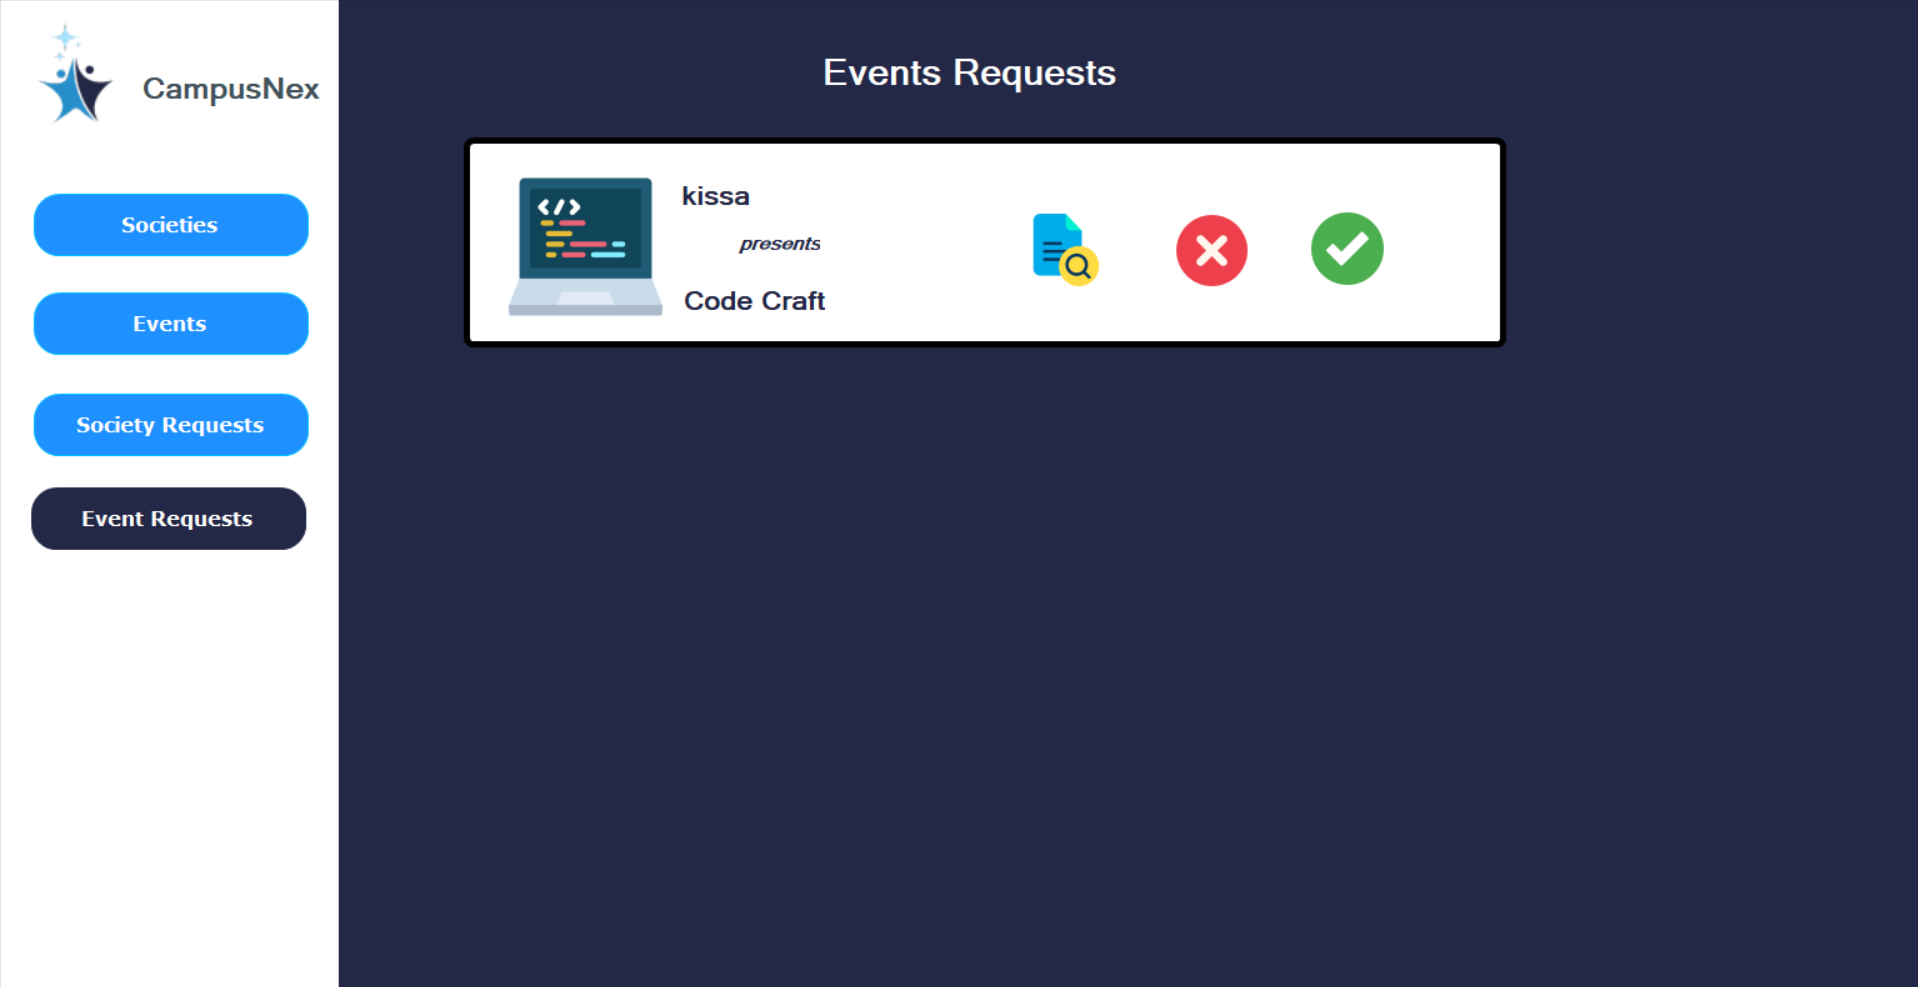 CampusNex
Societies
Events
Society Requests
Event Requests
Events Requests
</>
kissa
presents
Code Craft